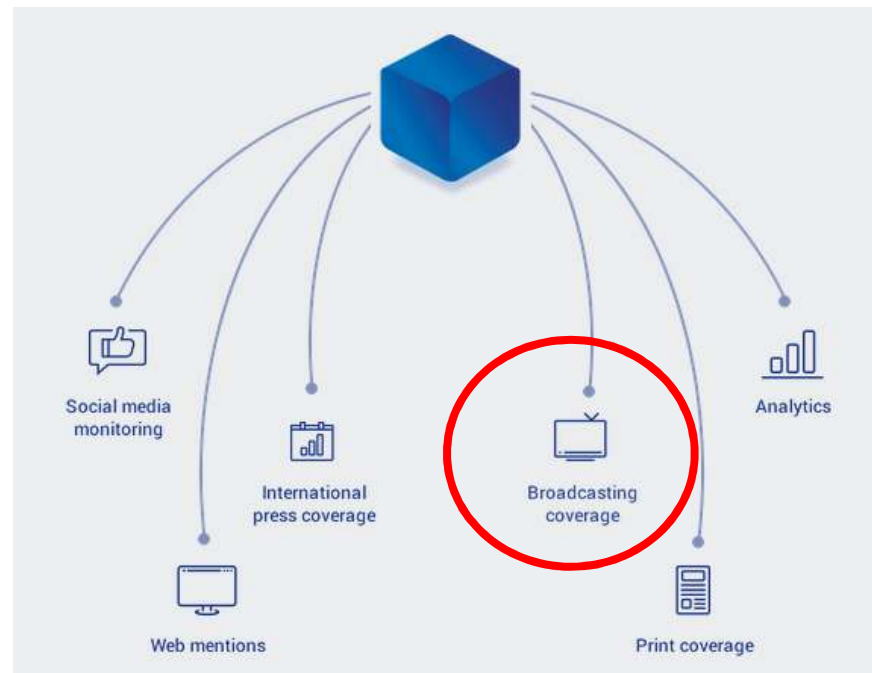 Social media
monitoring
International
press coverage
Broadcasting
coverage
Analytics
Web mentions
Print coverage